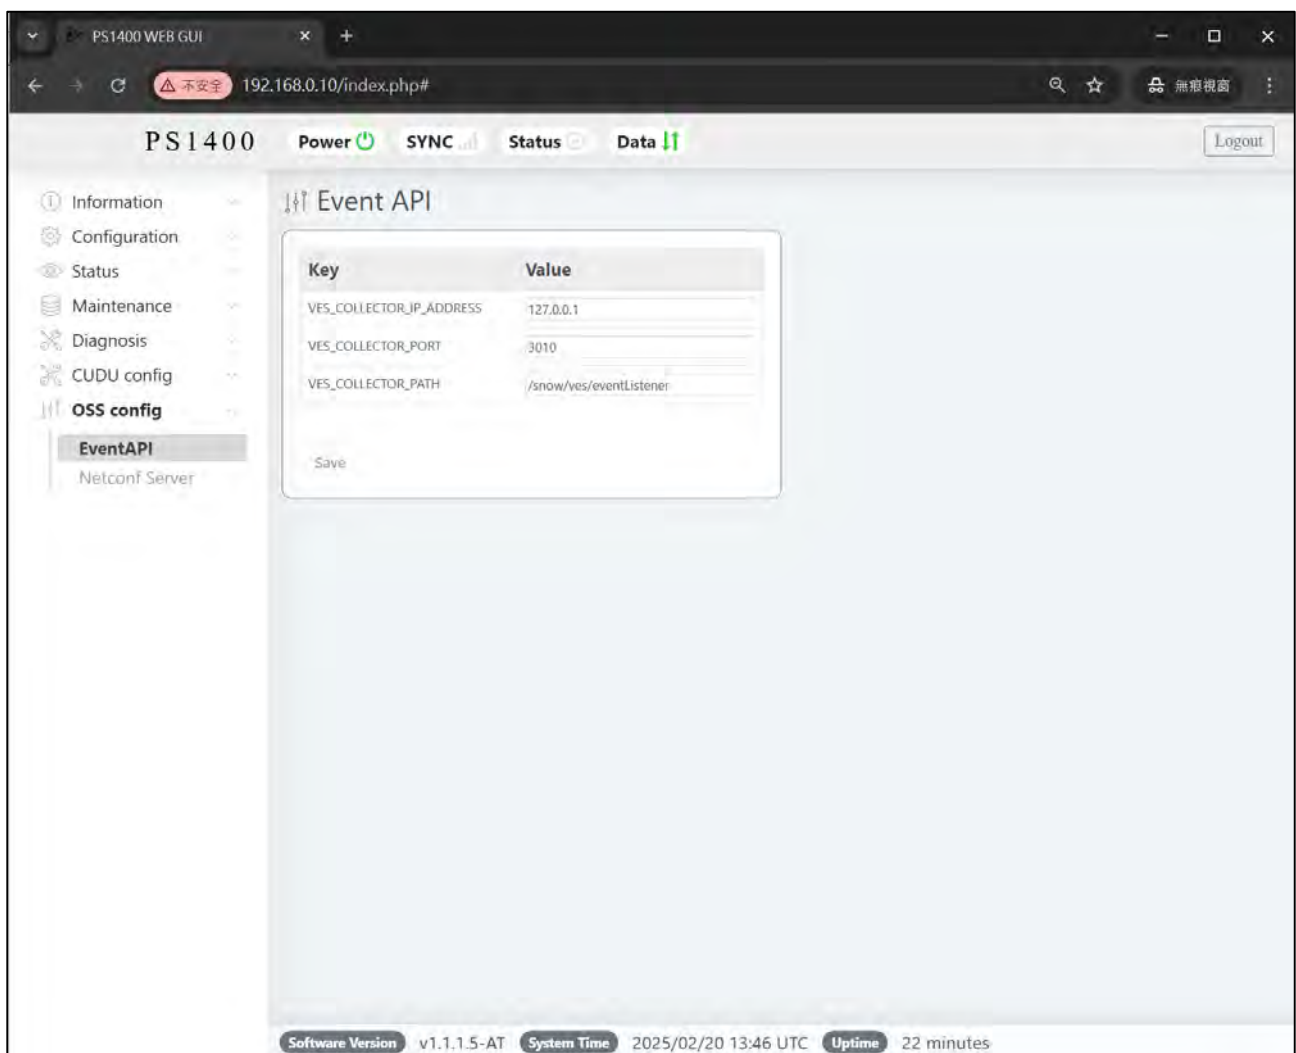 PS1400 WEB GUI
不安全 192.168.0.10/index.php# 無痕視窗
PS1400 Power SYNC Status Data Logout
Information
Configuration
Status
Maintenance
Diagnosis
CUDU config
OSS config
EventAPI
Netconf Server
Event API
Key Value
VES_COLLECTOR_IP_ADDRESS 127.0.0.1
VES_COLLECTOR_PORT 3010
VES_COLLECTOR_PATH /snow/ves/eventListener
Save
Software Version v1.1.1.5-AT System Time 2025/02/20 13:46 UTC Uptime 22 minutes